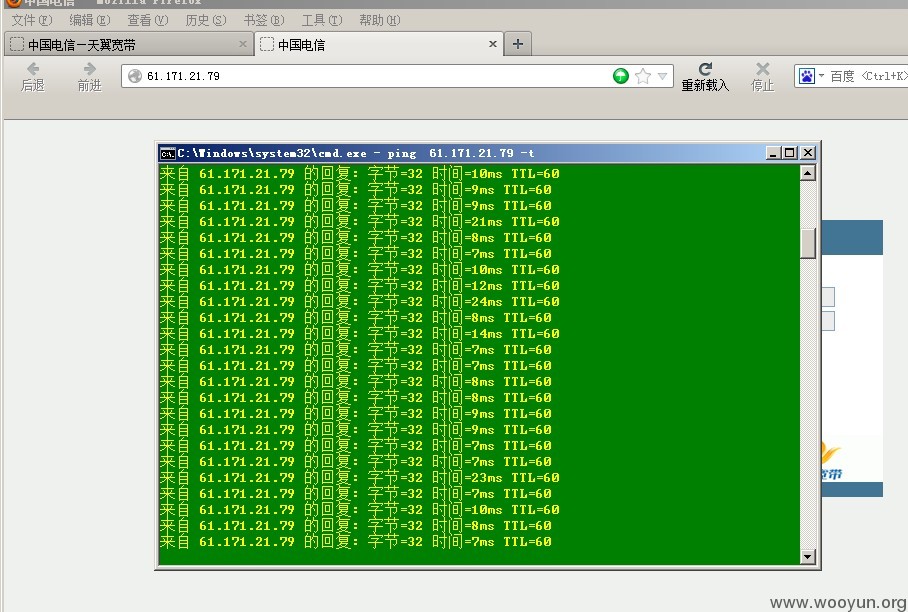 中国电信 Mozilla Firefox
文件(F) 编辑(E) 查看(V) 历史(S) 书签(B) 工具(T) 帮助(H)
中国电信—天翼宽带 × 中国电信 × +
后退 前进 61.171.21.79 重新载入 停止 百度 <Ctrl+K>
C:\Windows\system32\cmd.exe - ping 61.171.21.79 -t
来自 61.171.21.79 的回复: 字节=32 时间=10ms TTL=60
来自 61.171.21.79 的回复: 字节=32 时间=9ms TTL=60
来自 61.171.21.79 的回复: 字节=32 时间=9ms TTL=60
来自 61.171.21.79 的回复: 字节=32 时间=21ms TTL=60
来自 61.171.21.79 的回复: 字节=32 时间=8ms TTL=60
来自 61.171.21.79 的回复: 字节=32 时间=7ms TTL=60
来自 61.171.21.79 的回复: 字节=32 时间=10ms TTL=60
来自 61.171.21.79 的回复: 字节=32 时间=12ms TTL=60
来自 61.171.21.79 的回复: 字节=32 时间=24ms TTL=60
来自 61.171.21.79 的回复: 字节=32 时间=8ms TTL=60
来自 61.171.21.79 的回复: 字节=32 时间=14ms TTL=60
来自 61.171.21.79 的回复: 字节=32 时间=7ms TTL=60
来自 61.171.21.79 的回复: 字节=32 时间=7ms TTL=60
来自 61.171.21.79 的回复: 字节=32 时间=8ms TTL=60
来自 61.171.21.79 的回复: 字节=32 时间=8ms TTL=60
来自 61.171.21.79 的回复: 字节=32 时间=9ms TTL=60
来自 61.171.21.79 的回复: 字节=32 时间=9ms TTL=60
来自 61.171.21.79 的回复: 字节=32 时间=7ms TTL=60
来自 61.171.21.79 的回复: 字节=32 时间=7ms TTL=60
来自 61.171.21.79 的回复: 字节=32 时间=23ms TTL=60
来自 61.171.21.79 的回复: 字节=32 时间=7ms TTL=60
来自 61.171.21.79 的回复: 字节=32 时间=10ms TTL=60
来自 61.171.21.79 的回复: 字节=32 时间=8ms TTL=60
来自 61.171.21.79 的回复: 字节=32 时间=7ms TTL=60
宽带
www.wooyun.org